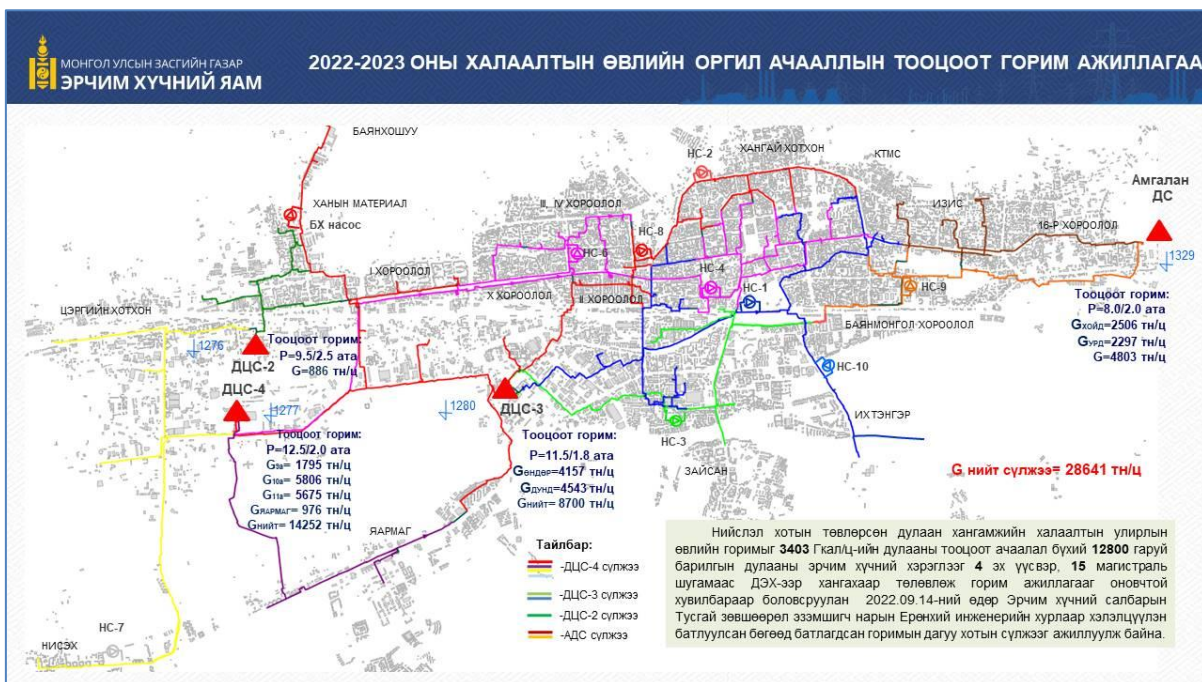 МОНГОЛ УЛСЫН ЗАСГИЙН ГАЗАР
ЭРЧИМ ХҮЧНИЙ ЯАМ
2022-2023 ОНЫ ХАЛААЛТЫН ӨВЛИЙН ОРГИЛ АЧААЛЛЫН ТООЦООТ ГОРИМ АЖИЛЛАГАА
БАЯНХОШУУ
НС-2
ХАНГАЙ ХОТХОН
КТМС
Амгалан
ДС
ХАНЫН МАТЕРИАЛ
БХ насос
III, IV ХОРООЛОЛ
ИЗИС
16-Р ХОРООЛОЛ
НС-8
НС-6
1329
I ХОРООЛОЛ
НС-4
НС-1
НС-9
X ХОРООЛОЛ
II ХОРООЛОЛ
ЦЭРГИЙН ХОТХОН
БАЯНМОНГОЛ ХОРООЛОЛ
Тооцоот горим:
P=8.0/2.0 ата
Gхойд=2506 тн/ц
Gурд=2297 тн/ц
G=4803 тн/ц
1276
ДЦС-2
Тооцоот горим:
P=9.5/2.5 ата
G=886 тн/ц
НС-10
ДЦС-4
1277
1280
ДЦС-3
ИХТЭНГЭР
НС-3
ЗАЙСАН
Тооцоот горим:
P=12.5/2.0 ата
G9а= 1795 тн/ц
G10а= 5806 тн/ц
G11а= 5675 тн/ц
GЯАРМАГ= 976 тн/ц
Gнийт= 14252 тн/ц
Тооцоот горим:
P=11.5/1.8 ата
Gөндөр=4157 тн/ц
Gдунд=4543 тн/ц
Gнийт= 8700 тн/ц
G нийт сүлжээ= 28641 тн/ц
ЯАРМАГ
Тайлбар:
-ДЦС-4 сүлжээ
-ДЦС-3 сүлжээ
-ДЦС-2 сүлжээ
-АДС сүлжээ
НС-7
НИСЭХ
Нийслэл хотын төвлөрсөн дулаан хангамжийн халаалтын улирлын
өвлийн горимыг 3403 Гкал/ц-ийн дулааны тооцоот ачаалал бүхий 12800 гаруй
барилгын дулааны эрчим хүчний хэрэглээг 4 эх үүсвэр, 15 магистраль
шугамаас ДЭХ-ээр хангахаар төлөвлөж горим ажиллагааг оновчтой
хувилбараар боловсруулан 2022.09.14-ний өдөр Эрчим хүчний салбарын
Тусгай зөвшөөрөл эзэмшигч нарын Ерөнхий инженерийн хурлаар хэлэлцүүлэн
батлуулсан бөгөөд батлагдсан горимын дагуу хотын сүлжээг ажиллуулж байна.